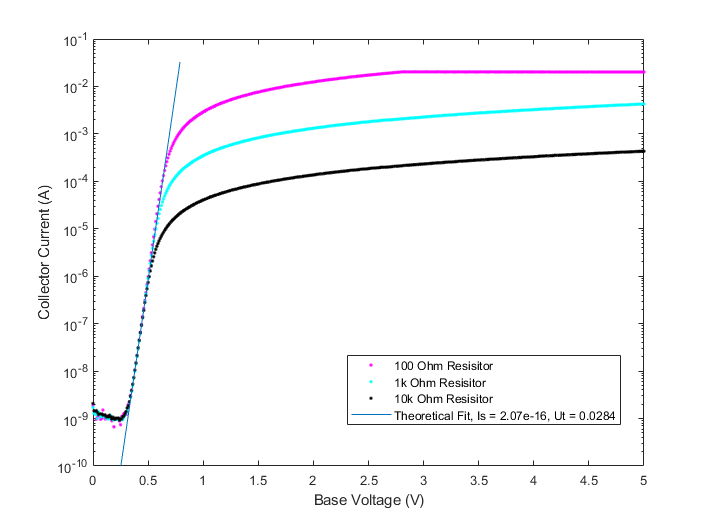 10^-1
10^-2
10^-3
10^-4
10^-5
10^-6
10^-7
10^-8
10^-9
10^-10
Collector Current (A)
100 Ohm Resisitor
1k Ohm Resisitor
10k Ohm Resisitor
Theoretical Fit, Is = 2.07e-16, Ut = 0.0284
0 0.5 1 1.5 2 2.5 3 3.5 4 4.5 5
Base Voltage (V)